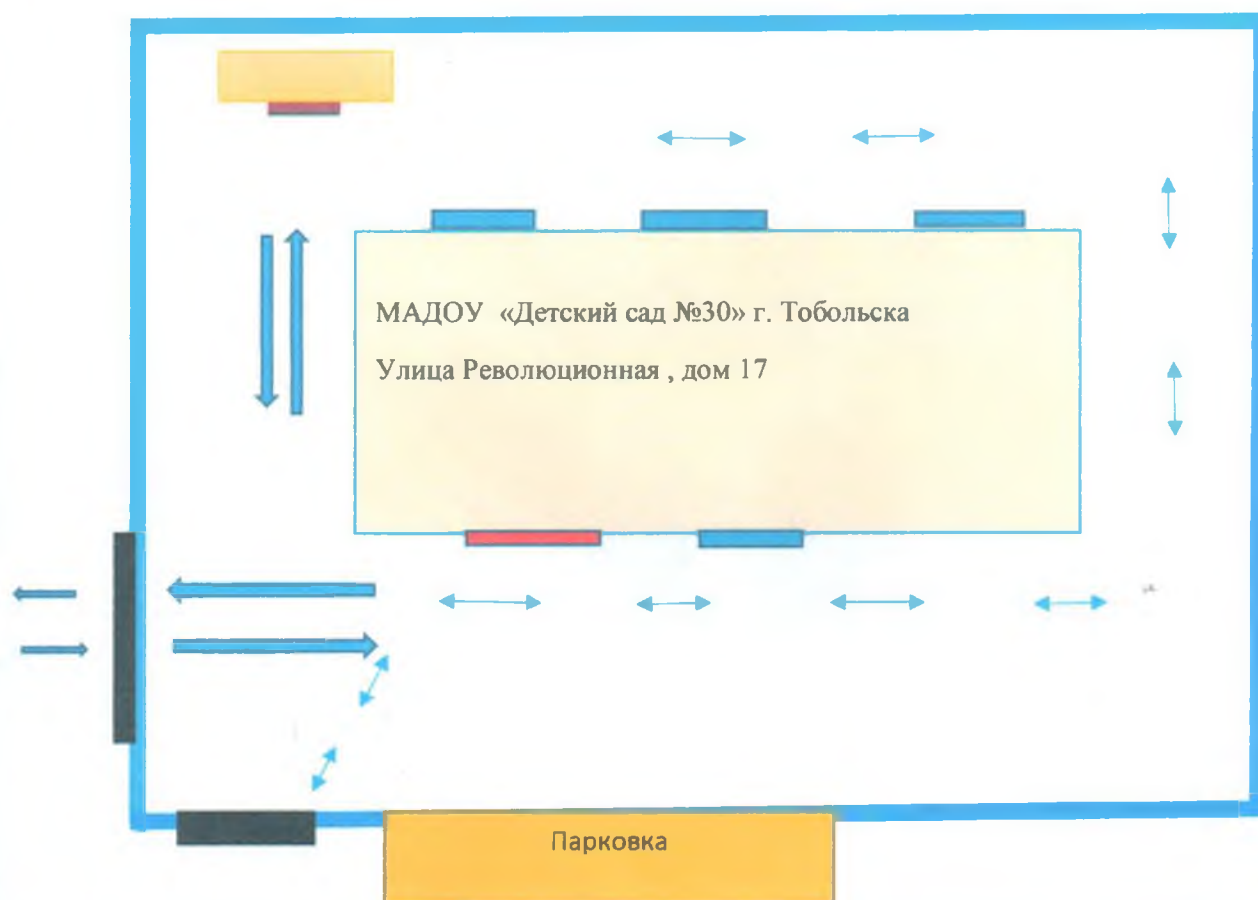 МАДОУ «Детский сад №30» г. Тобольска
Улица Революционная , дом 17
Парковка